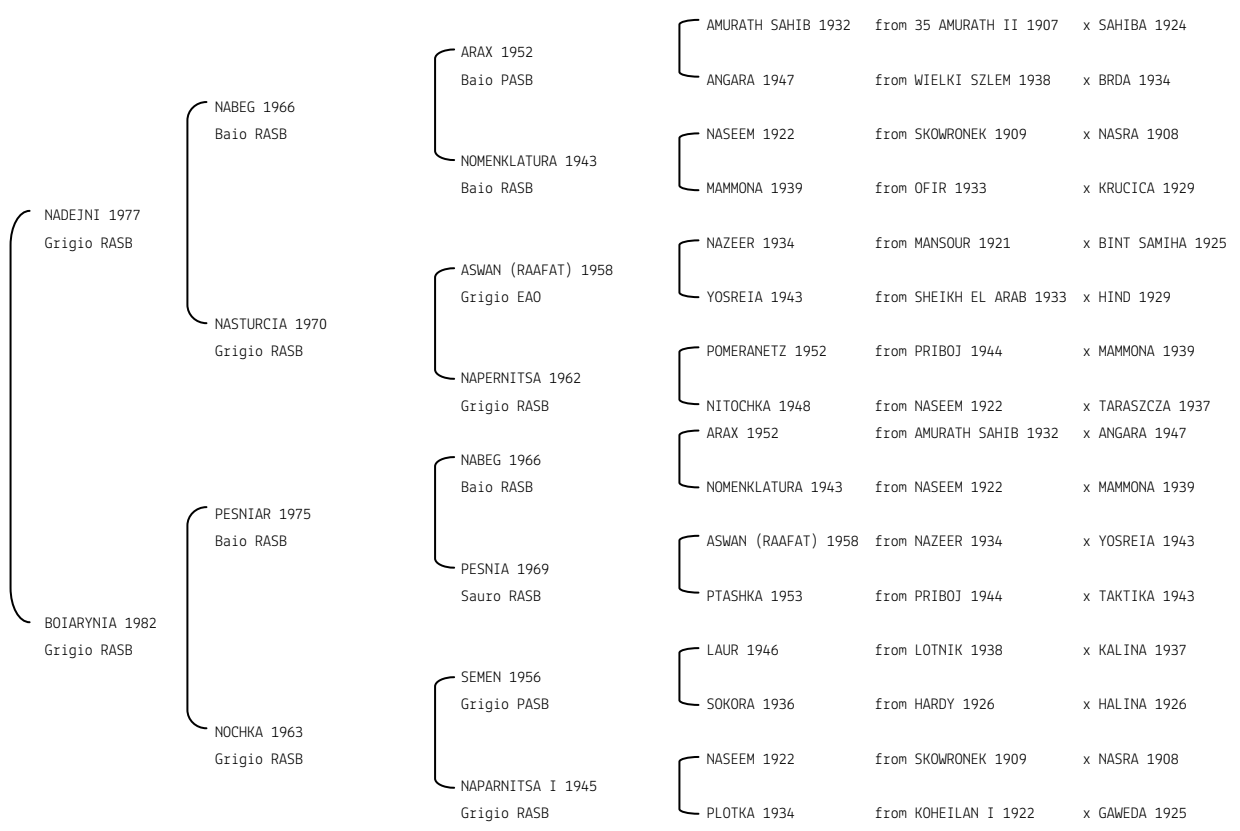 AMURATH SAHIB 1932 from 35 AMURATH II 1907 x SAHIBA 1924
ARAX 1952
Baio PASB
ANGARA 1947 from WIELKI SZLEM 1938 x BRDA 1934
NABEG 1966
Baio RASB
NASEEM 1922 from SKOWRONEK 1909 x NASRA 1908
NOMENKLATURA 1943
Baio RASB
MAMMONA 1939 from OFIR 1933 x KRUCICA 1929
NADEJNI 1977
Grigio RASB
NAZEER 1934 from MANSOUR 1921 x BINT SAMIHA 1925
ASWAN (RAAFAT) 1958
Grigio EAO
YOSREIA 1943 from SHEIKH EL ARAB 1933 x HIND 1929
NASTURCIA 1970
Grigio RASB
POMERANETZ 1952 from PRIBOJ 1944 x MAMMONA 1939
NAPERNITSA 1962
Grigio RASB
NITOCHKA 1948 from NASEEM 1922 x TARASZCZA 1937
ARAX 1952 from AMURATH SAHIB 1932 x ANGARA 1947
NABEG 1966
Baio RASB
NOMENKLATURA 1943 from NASEEM 1922 x MAMMONA 1939
PESNIAR 1975
Baio RASB
ASWAN (RAAFAT) 1958 from NAZEER 1934 x YOSREIA 1943
PESNIA 1969
Sauro RASB
PTASHKA 1953 from PRIBOJ 1944 x TAKTIKA 1943
BOIARYNIA 1982
Grigio RASB
LAUR 1946 from LOTNIK 1938 x KALINA 1937
SEMEN 1956
Grigio PASB
SOKORA 1936 from HARDY 1926 x HALINA 1926
NOCHKA 1963
Grigio RASB
NASEEM 1922 from SKOWRONEK 1909 x NASRA 1908
NAPARNITSA I 1945
Grigio RASB
PLOTKA 1934 from KOHEILAN I 1922 x GAWEDA 1925